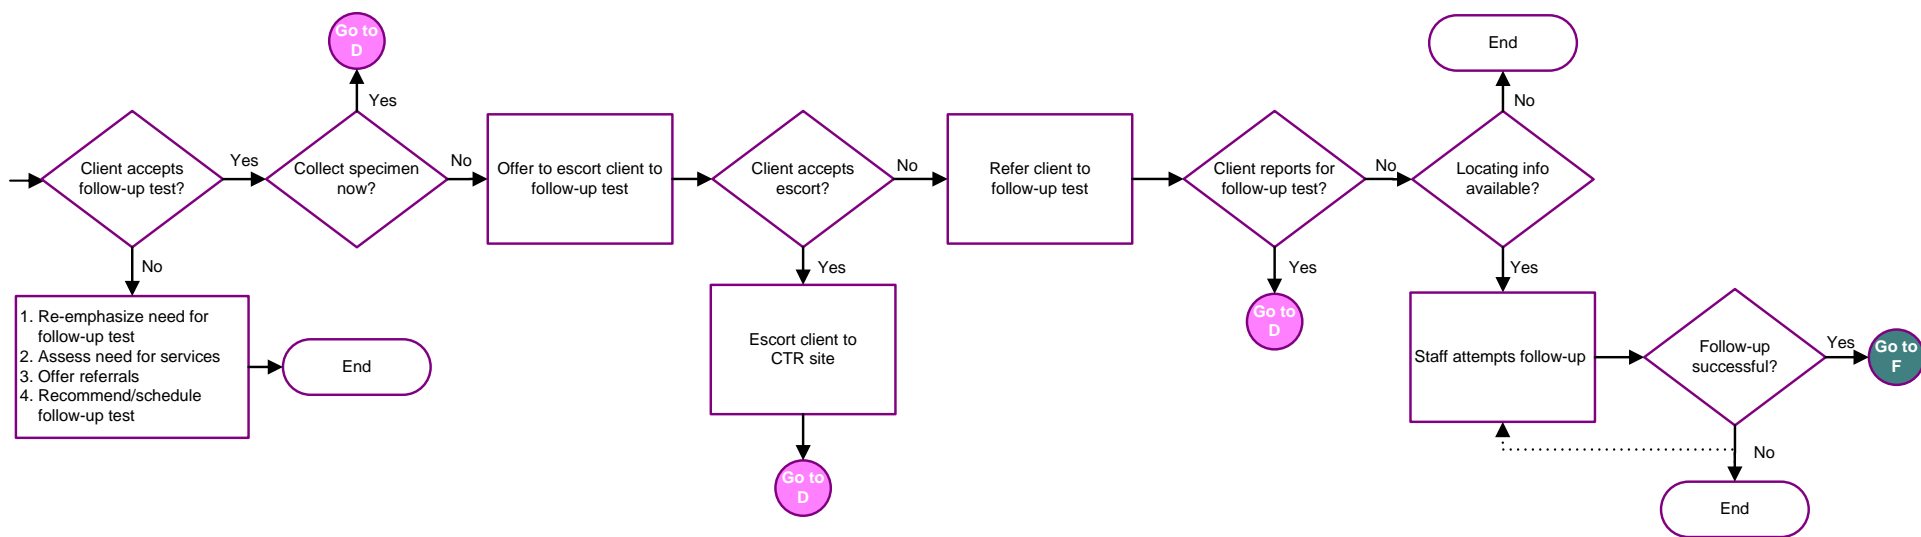 Go to
D
Yes
Client accepts
follow-up test?
Yes
Collect specimen
now?
No
Offer to escort client to
follow-up test
Client accepts
escort?
No
Refer client to
follow-up test
Client reports for
follow-up test?
No
Locating info
available?
No
End
No
1. Re-emphasize need for
follow-up test
2. Assess need for services
3. Offer referrals
4. Recommend/schedule
follow-up test
End
Yes
Escort client to
CTR site
Go to
D
Yes
Go to
D
Yes
Staff attempts follow-up
Follow-up
successful?
Yes
Go to
F
No
End